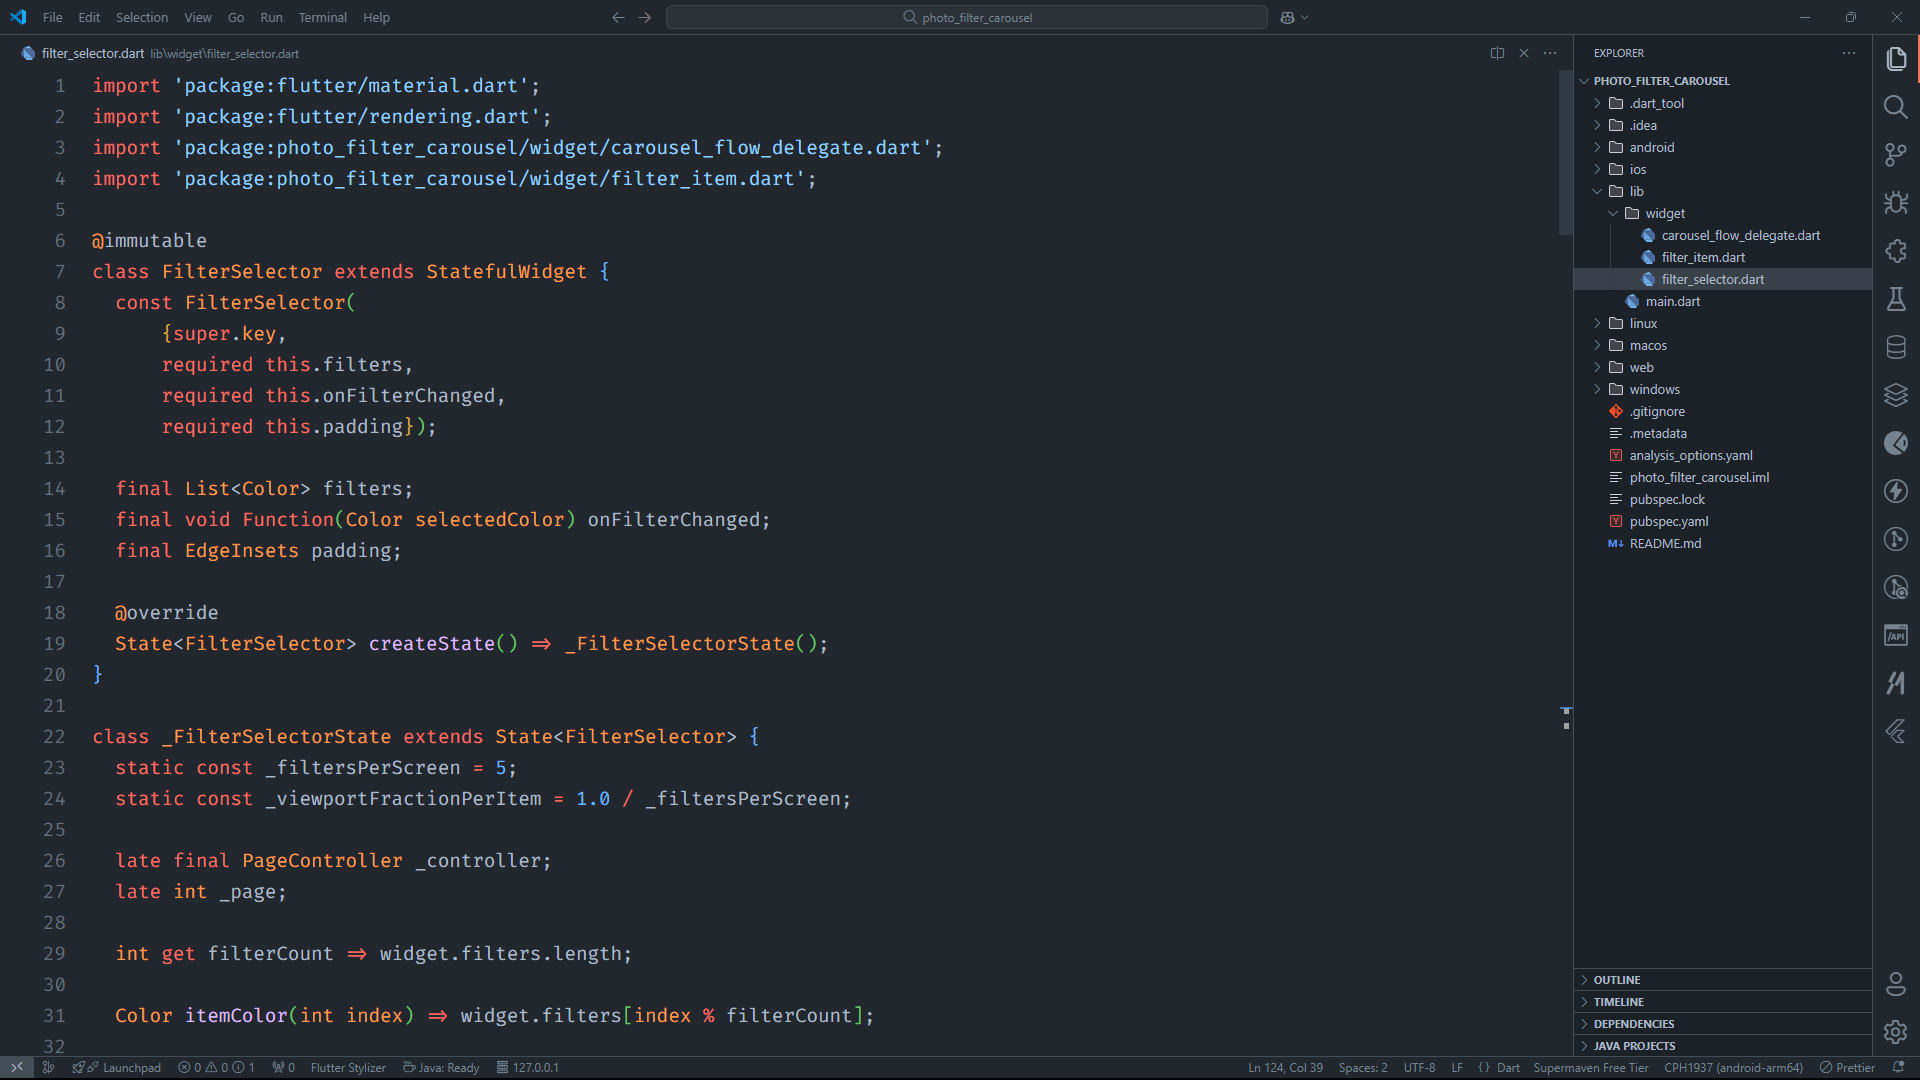 File Edit Selection View Go Run Terminal Help
photo_filter_carousel
filter_selector.dart lib\widget\filter_selector.dart
1 import 'package:flutter/material.dart';
2 import 'package:flutter/rendering.dart';
3 import 'package:photo_filter_carousel/widget/carousel_flow_delegate.dart';
4 import 'package:photo_filter_carousel/widget/filter_item.dart';
5
6 @immutable
7 class FilterSelector extends StatefulWidget {
8 const FilterSelector(
9 {super.key,
10 required this.filters,
11 required this.onFilterChanged,
12 required this.padding});
13
14 final List<Color> filters;
15 final void Function(Color selectedColor) onFilterChanged;
16 final EdgeInsets padding;
17
18 @override
19 State<FilterSelector> createState() => _FilterSelectorState();
20 }
21
22 class _FilterSelectorState extends State<FilterSelector> {
23 static const _filtersPerScreen = 5;
24 static const _viewportFractionPerItem = 1.0 / _filtersPerScreen;
25
26 late final PageController _controller;
27 late int _page;
28
29 int get filterCount => widget.filters.length;
30
31 Color itemColor(int index) => widget.filters[index % filterCount];
32
EXPLORER
PHOTO_FILTER_CAROUSEL
.dart_tool
.idea
android
ios
lib
widget
carousel_flow_delegate.dart
filter_item.dart
filter_selector.dart
main.dart
linux
macos
web
windows
.gitignore
.metadata
analysis_options.yaml
photo_filter_carousel.iml
pubspec.lock
pubspec.yaml
README.md
OUTLINE
TIMELINE
DEPENDENCIES
JAVA PROJECTS
Launchpad 0 0 1 0 Flutter Stylizer Java: Ready 127.0.0.1 Ln 124, Col 39 Spaces: 2 UTF-8 LF {} Dart Supermaven Free Tier CPH1937 (android-arm64) Prettier